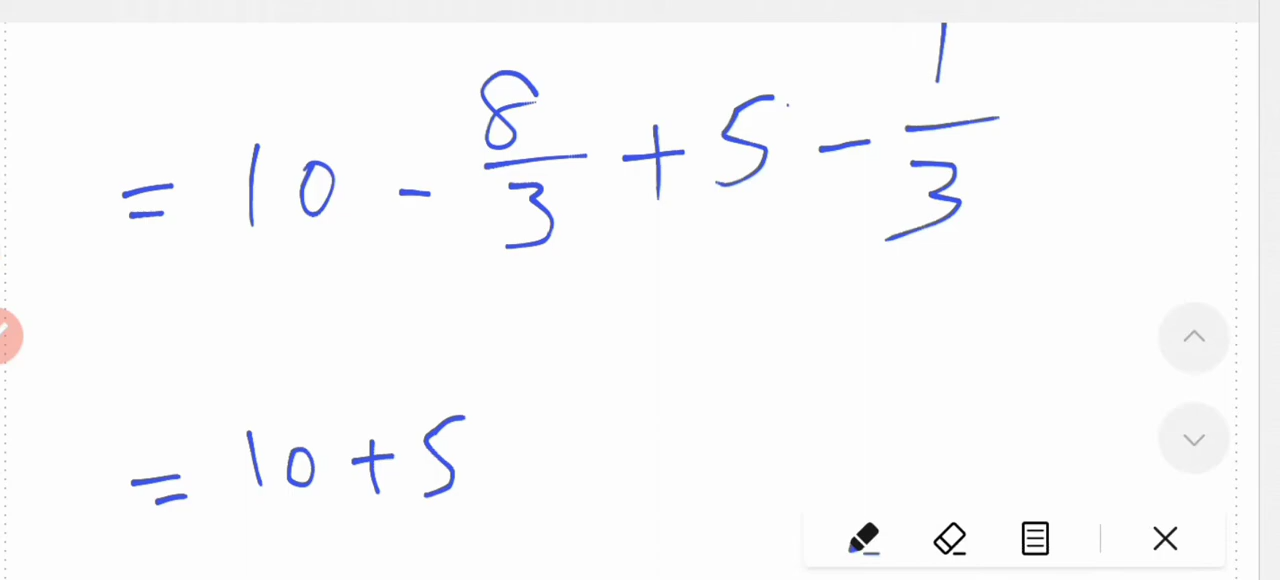 = 10 - 8/3 + 5 - 1/3
= 10 + 5